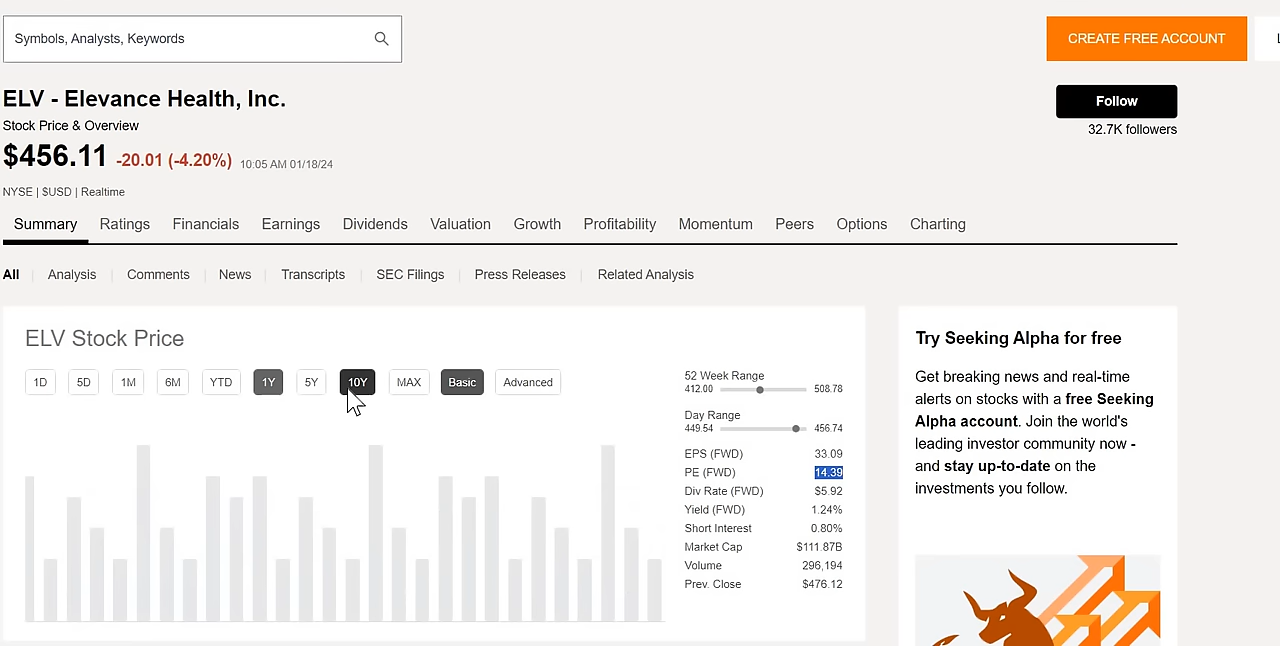 Symbols, Analysts, Keywords
CREATE FREE ACCOUNT
ELV - Elevance Health, Inc.
Follow
Stock Price & Overview
32.7K followers
$456.11 -20.01 (-4.20%) 10:05 AM 01/18/24
NYSE | $USD | Realtime
Summary Ratings Financials Earnings Dividends Valuation Growth Profitability Momentum Peers Options Charting
All Analysis Comments News Transcripts SEC Filings Press Releases Related Analysis
ELV Stock Price
1D 5D 1M 6M YTD 1Y 5Y 10Y MAX Basic Advanced
52 Week Range
412.00 508.78
Day Range
449.54 456.74
EPS (FWD) 33.09
PE (FWD) 14.39
Div Rate (FWD) $5.92
Yield (FWD) 1.24%
Short Interest 0.80%
Market Cap $111.87B
Volume 296,194
Prev. Close $476.12
Try Seeking Alpha for free
Get breaking news and real-time
alerts on stocks with a free Seeking
Alpha account. Join the world's
leading investor community now -
and stay up-to-date on the
investments you follow.